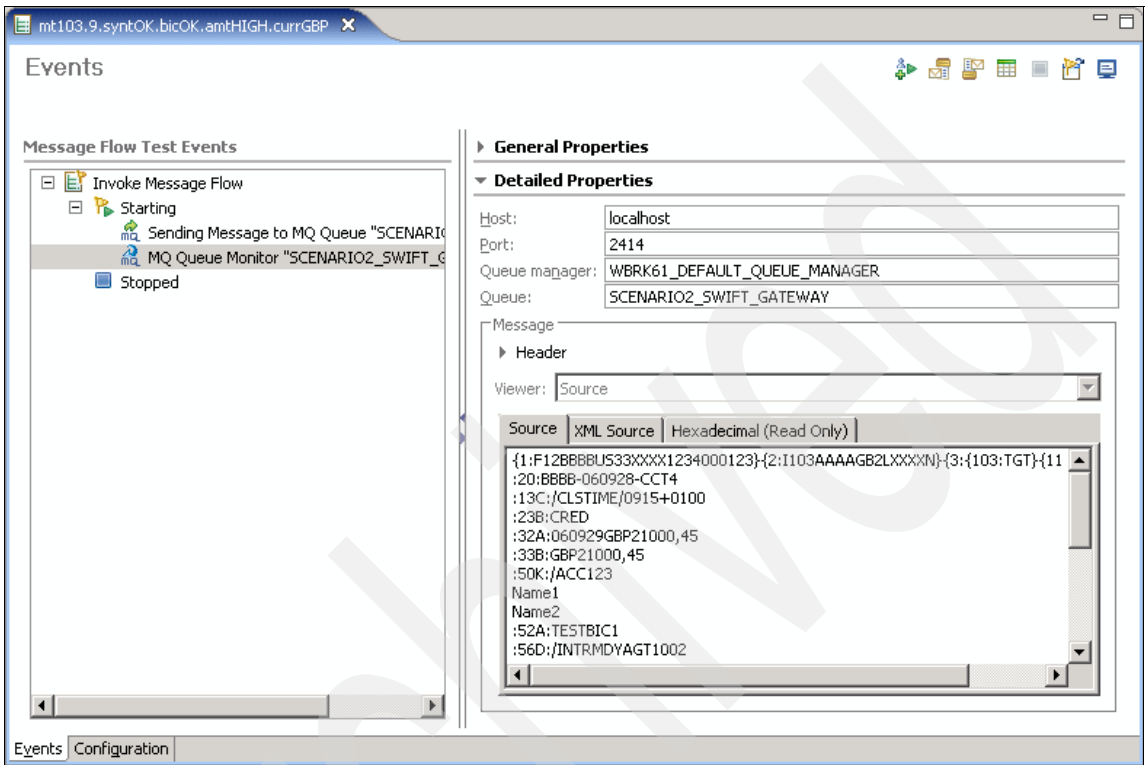 mt103.9.syntOK.bicOK.amtHIGH.currGBP
Events
Message Flow Test Events
Invoke Message Flow
Starting
Sending Message to MQ Queue "SCENARIO
MQ Queue Monitor "SCENARIO2_SWIFT_G
Stopped
General Properties
Detailed Properties
Host: localhost
Port: 2414
Queue manager: WBRK61_DEFAULT_QUEUE_MANAGER
Queue: SCENARIO2_SWIFT_GATEWAY
Message
Header
Viewer: Source
Source XML Source Hexadecimal (Read Only)
{1:F12BBBBUS33XXXX1234000123}-{2:I103AAAAGB2LXXXXN}-{3:{103:TGT}-{11
:20:BBBB-060928-CCT4
:13C:/CLSTIME/0915+0100
:23B:CRED
:32A:060929GBP21000,45
:33B:GBP21000,45
:50K:/ACC123
Name1
Name2
:52A:TESTBIC1
:56D:/INTRMDYAGT1002
Events Configuration